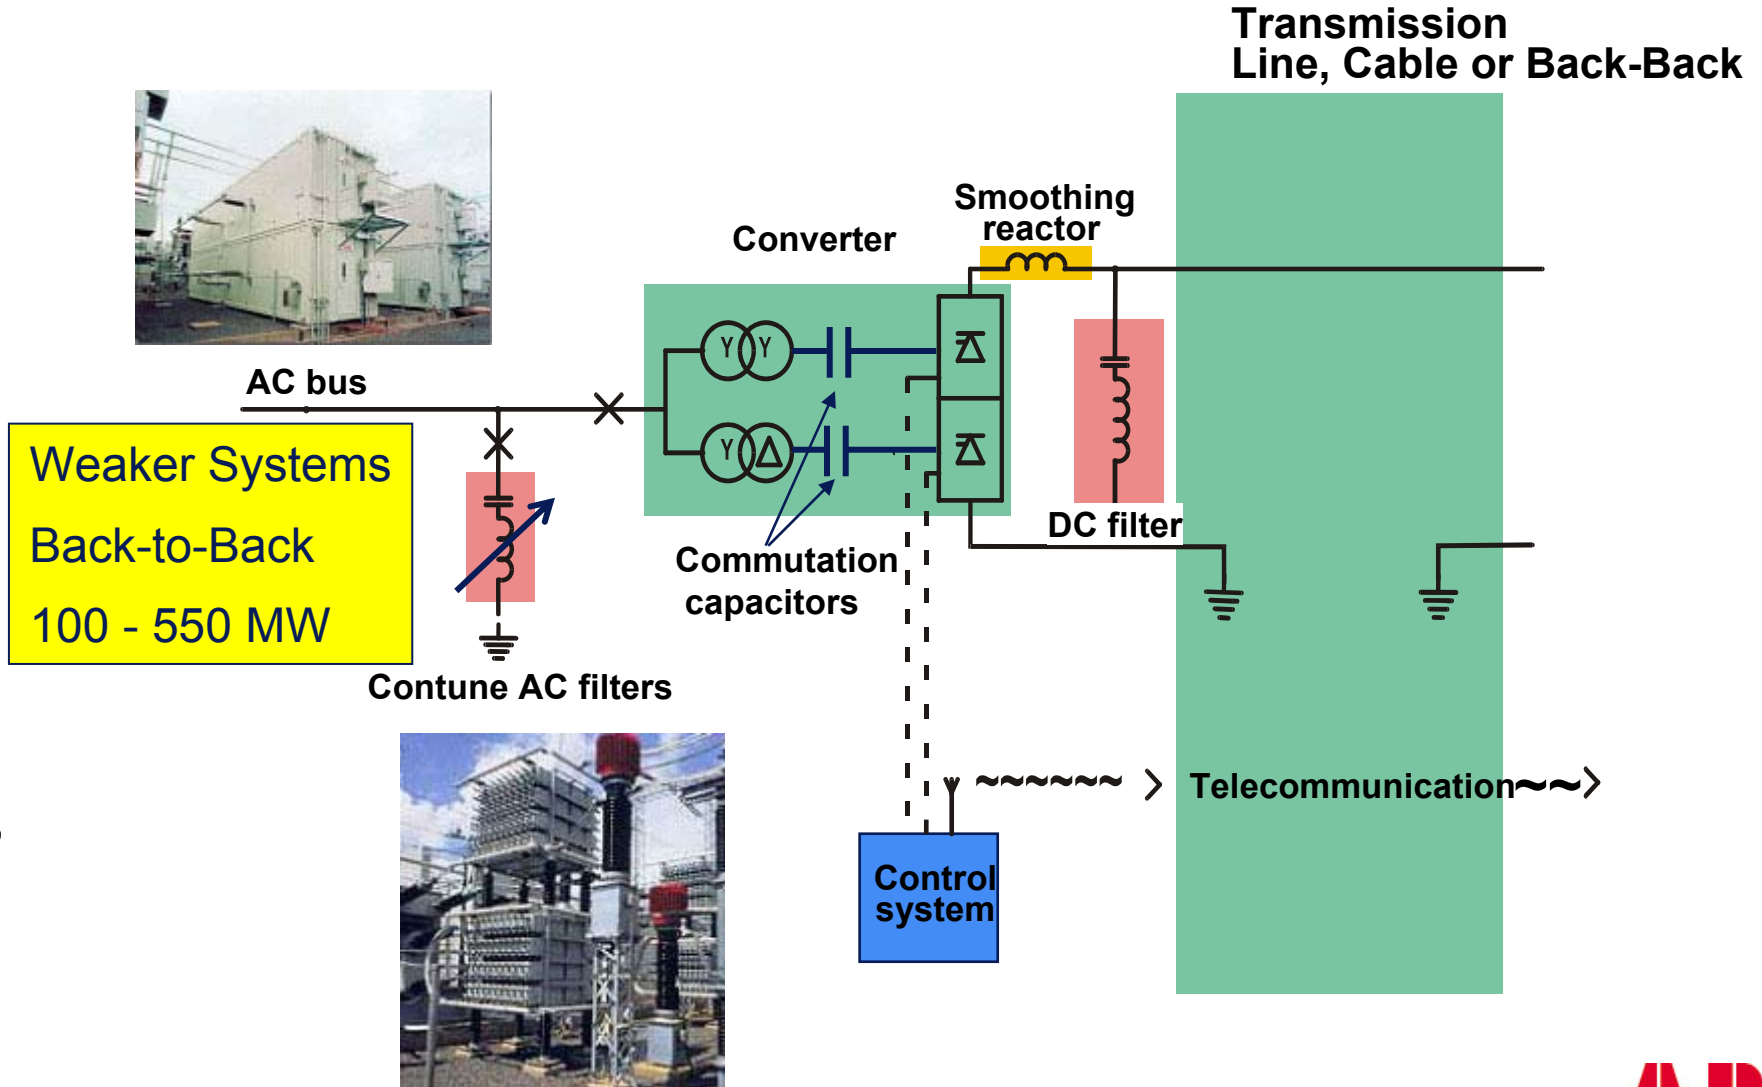 Transmission
Line, Cable or Back-Back
Smoothing
reactor
Converter
Y Y
AC bus
Y Δ
Weaker Systems
Back-to-Back
100 - 550 MW
DC filter
Commutation
capacitors
Contune AC filters
Telecommunication
Control
system